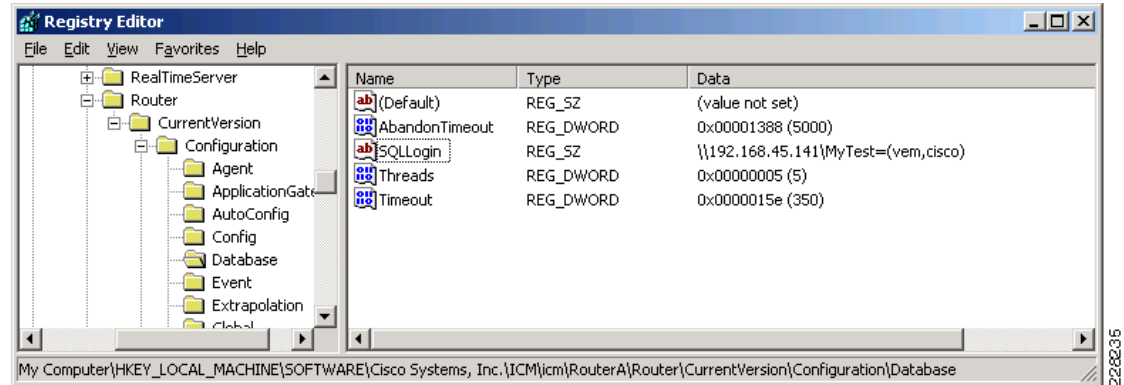 Registry Editor
File Edit View Favorites Help
RealTimeServer
Router
CurrentVersion
Configuration
Agent
ApplicationGate
AutoConfig
Config
Database
Event
Extrapolation
Global
Name Type Data
(Default) REG_SZ (value not set)
AbandonTimeout REG_DWORD 0x00001388 (5000)
SQLLogin REG_SZ \\192.168.45.141\MyTest=(vem,cisco)
Threads REG_DWORD 0x00000005 (5)
Timeout REG_DWORD 0x0000015e (350)
My Computer\HKEY_LOCAL_MACHINE\SOFTWARE\Cisco Systems, Inc.\ICM\icm\RouterA\Router\CurrentVersion\Configuration\Database
228235